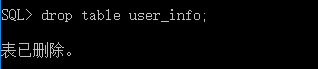 SQL> drop table user_info;
表已删除。